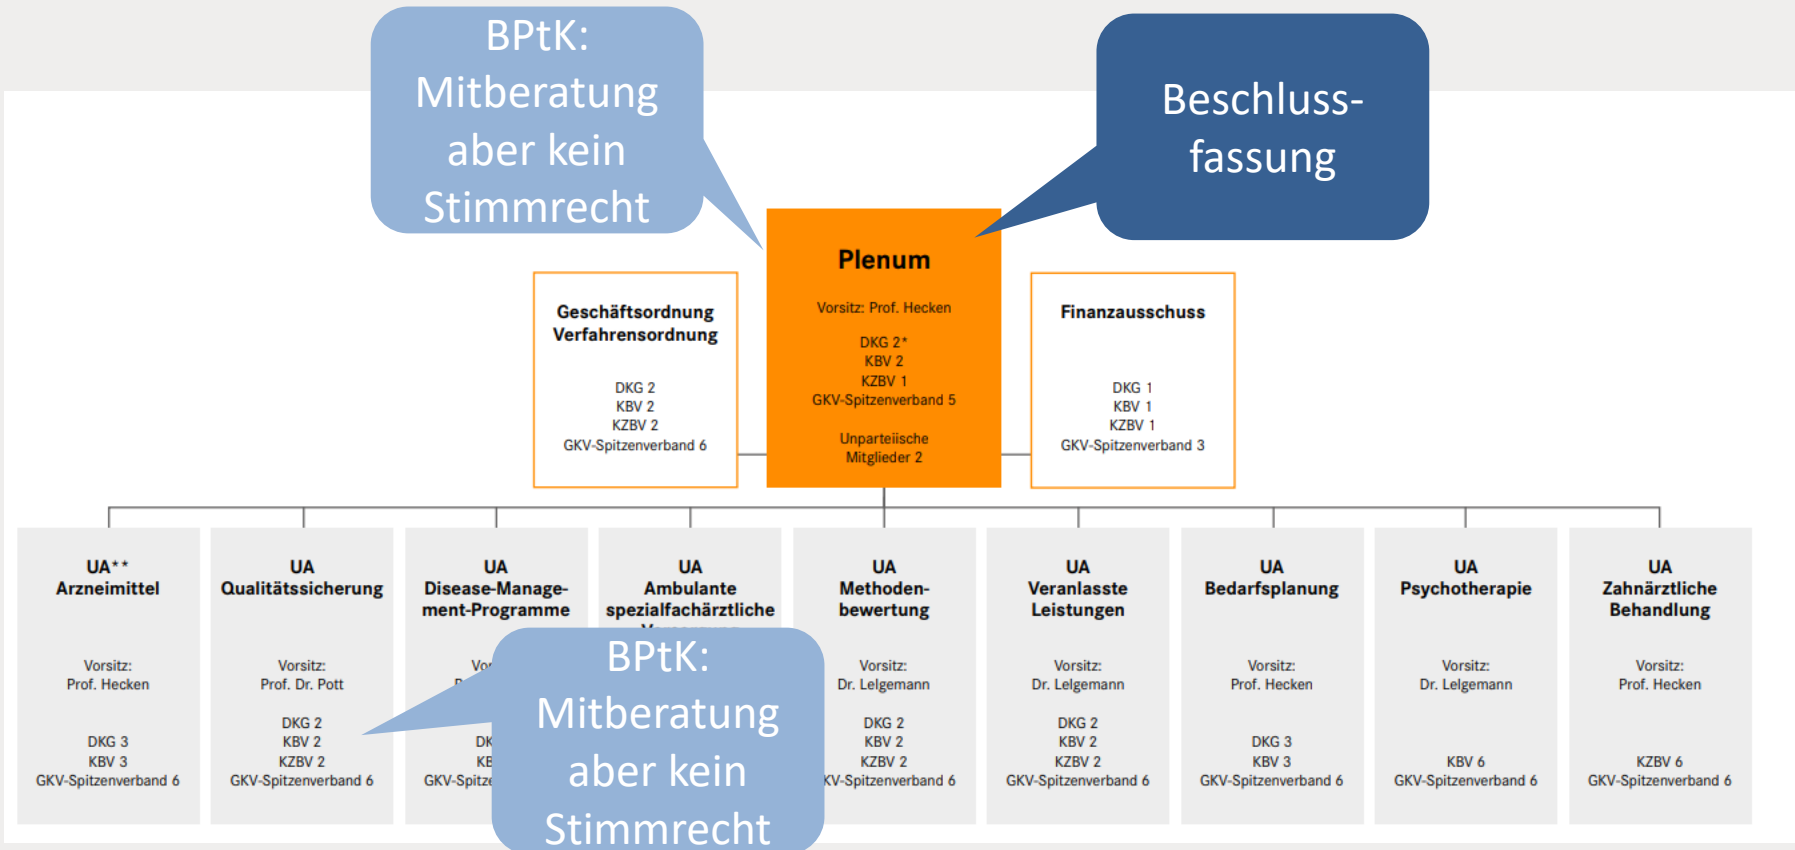 BPtK:
Mitberatung
aber kein
Stimmrecht
Beschluss-
fassung
Plenum
Vorsitz: Prof. Hecken
DKG 2*
KBV 2
KZBV 1
GKV-Spitzenverband 5
Unparteiische
Mitglieder 2
Geschäftsordnung
Verfahrensordnung
DKG 2
KBV 2
KZBV 2
GKV-Spitzenverband 6
Finanzausschuss
DKG 1
KBV 1
KZBV 1
GKV-Spitzenverband 3
UA**
Arzneimittel
Vorsitz:
Prof. Hecken
DKG 3
KBV 3
GKV-Spitzenverband 6
UA
Qualitätssicherung
Vorsitz:
Prof. Dr. Pott
DKG 2
KBV 2
KZBV 2
GKV-Spitzenverband 6
UA
Disease-Manage-
ment-Programme
UA
Ambulante
spezialfachärztliche
BPtK:
Mitberatung
aber kein
Stimmrecht
UA
Methoden-
bewertung
Vorsitz:
Dr. Lelgemann
DKG 2
KBV 2
KZBV 2
KV-Spitzenverband 6
UA
Veranlasste
Leistungen
Vorsitz:
Dr. Lelgemann
DKG 2
KBV 2
KZBV 2
GKV-Spitzenverband 6
UA
Bedarfsplanung
Vorsitz:
Prof. Hecken
DKG 3
KBV 3
GKV-Spitzenverband 6
UA
Psychotherapie
Vorsitz:
Dr. Lelgemann
KBV 6
GKV-Spitzenverband 6
UA
Zahnärztliche
Behandlung
Vorsitz:
Prof. Hecken
KZBV 6
GKV-Spitzenverband 6